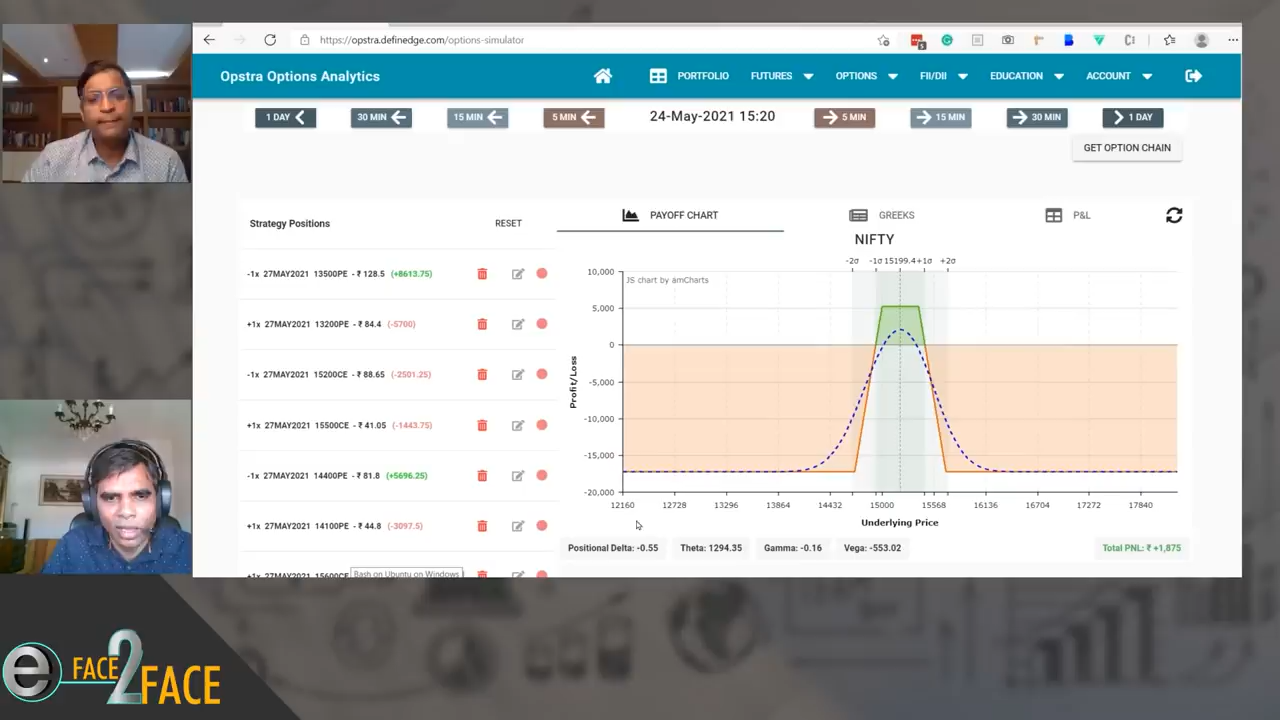 https://opstra.definedge.com/options-simulator
Opstra Options Analytics
PORTFOLIO
FUTURES
OPTIONS
FII/DII
EDUCATION
ACCOUNT
1 DAY
30 MIN
15 MIN
5 MIN
24-May-2021 15:20
5 MIN
15 MIN
30 MIN
1 DAY
GET OPTION CHAIN
Strategy Positions
RESET
PAYOFF CHART
GREEKS
P&L
-1x 27MAY2021 13500PE - ₹ 128.5 (+8613.75)
+1x 27MAY2021 13200PE - ₹ 84.4 (-5700)
-1x 27MAY2021 15200CE - ₹ 88.65 (-2501.25)
+1x 27MAY2021 15500CE - ₹ 41.05 (-1443.75)
-1x 27MAY2021 14400PE - ₹ 81.8 (+5696.25)
+1x 27MAY2021 14100PE - ₹ 44.8 (-3097.5)
+1x 27MAY2021 15600CE
Bash on Ubuntu on Windows
NIFTY
-2σ -1σ 15199.4 +1σ +2σ
JS chart by amCharts
10,000
5,000
0
-5,000
-10,000
-15,000
-20,000
Profit/Loss
12160 12728 13296 13864 14432 15000 15568 16136 16704 17272 17840
Underlying Price
Positional Delta: -0.55
Theta: 1294.35
Gamma: -0.16
Vega: -553.02
Total PNL: ₹ +1,875
e FACE
2
FACE